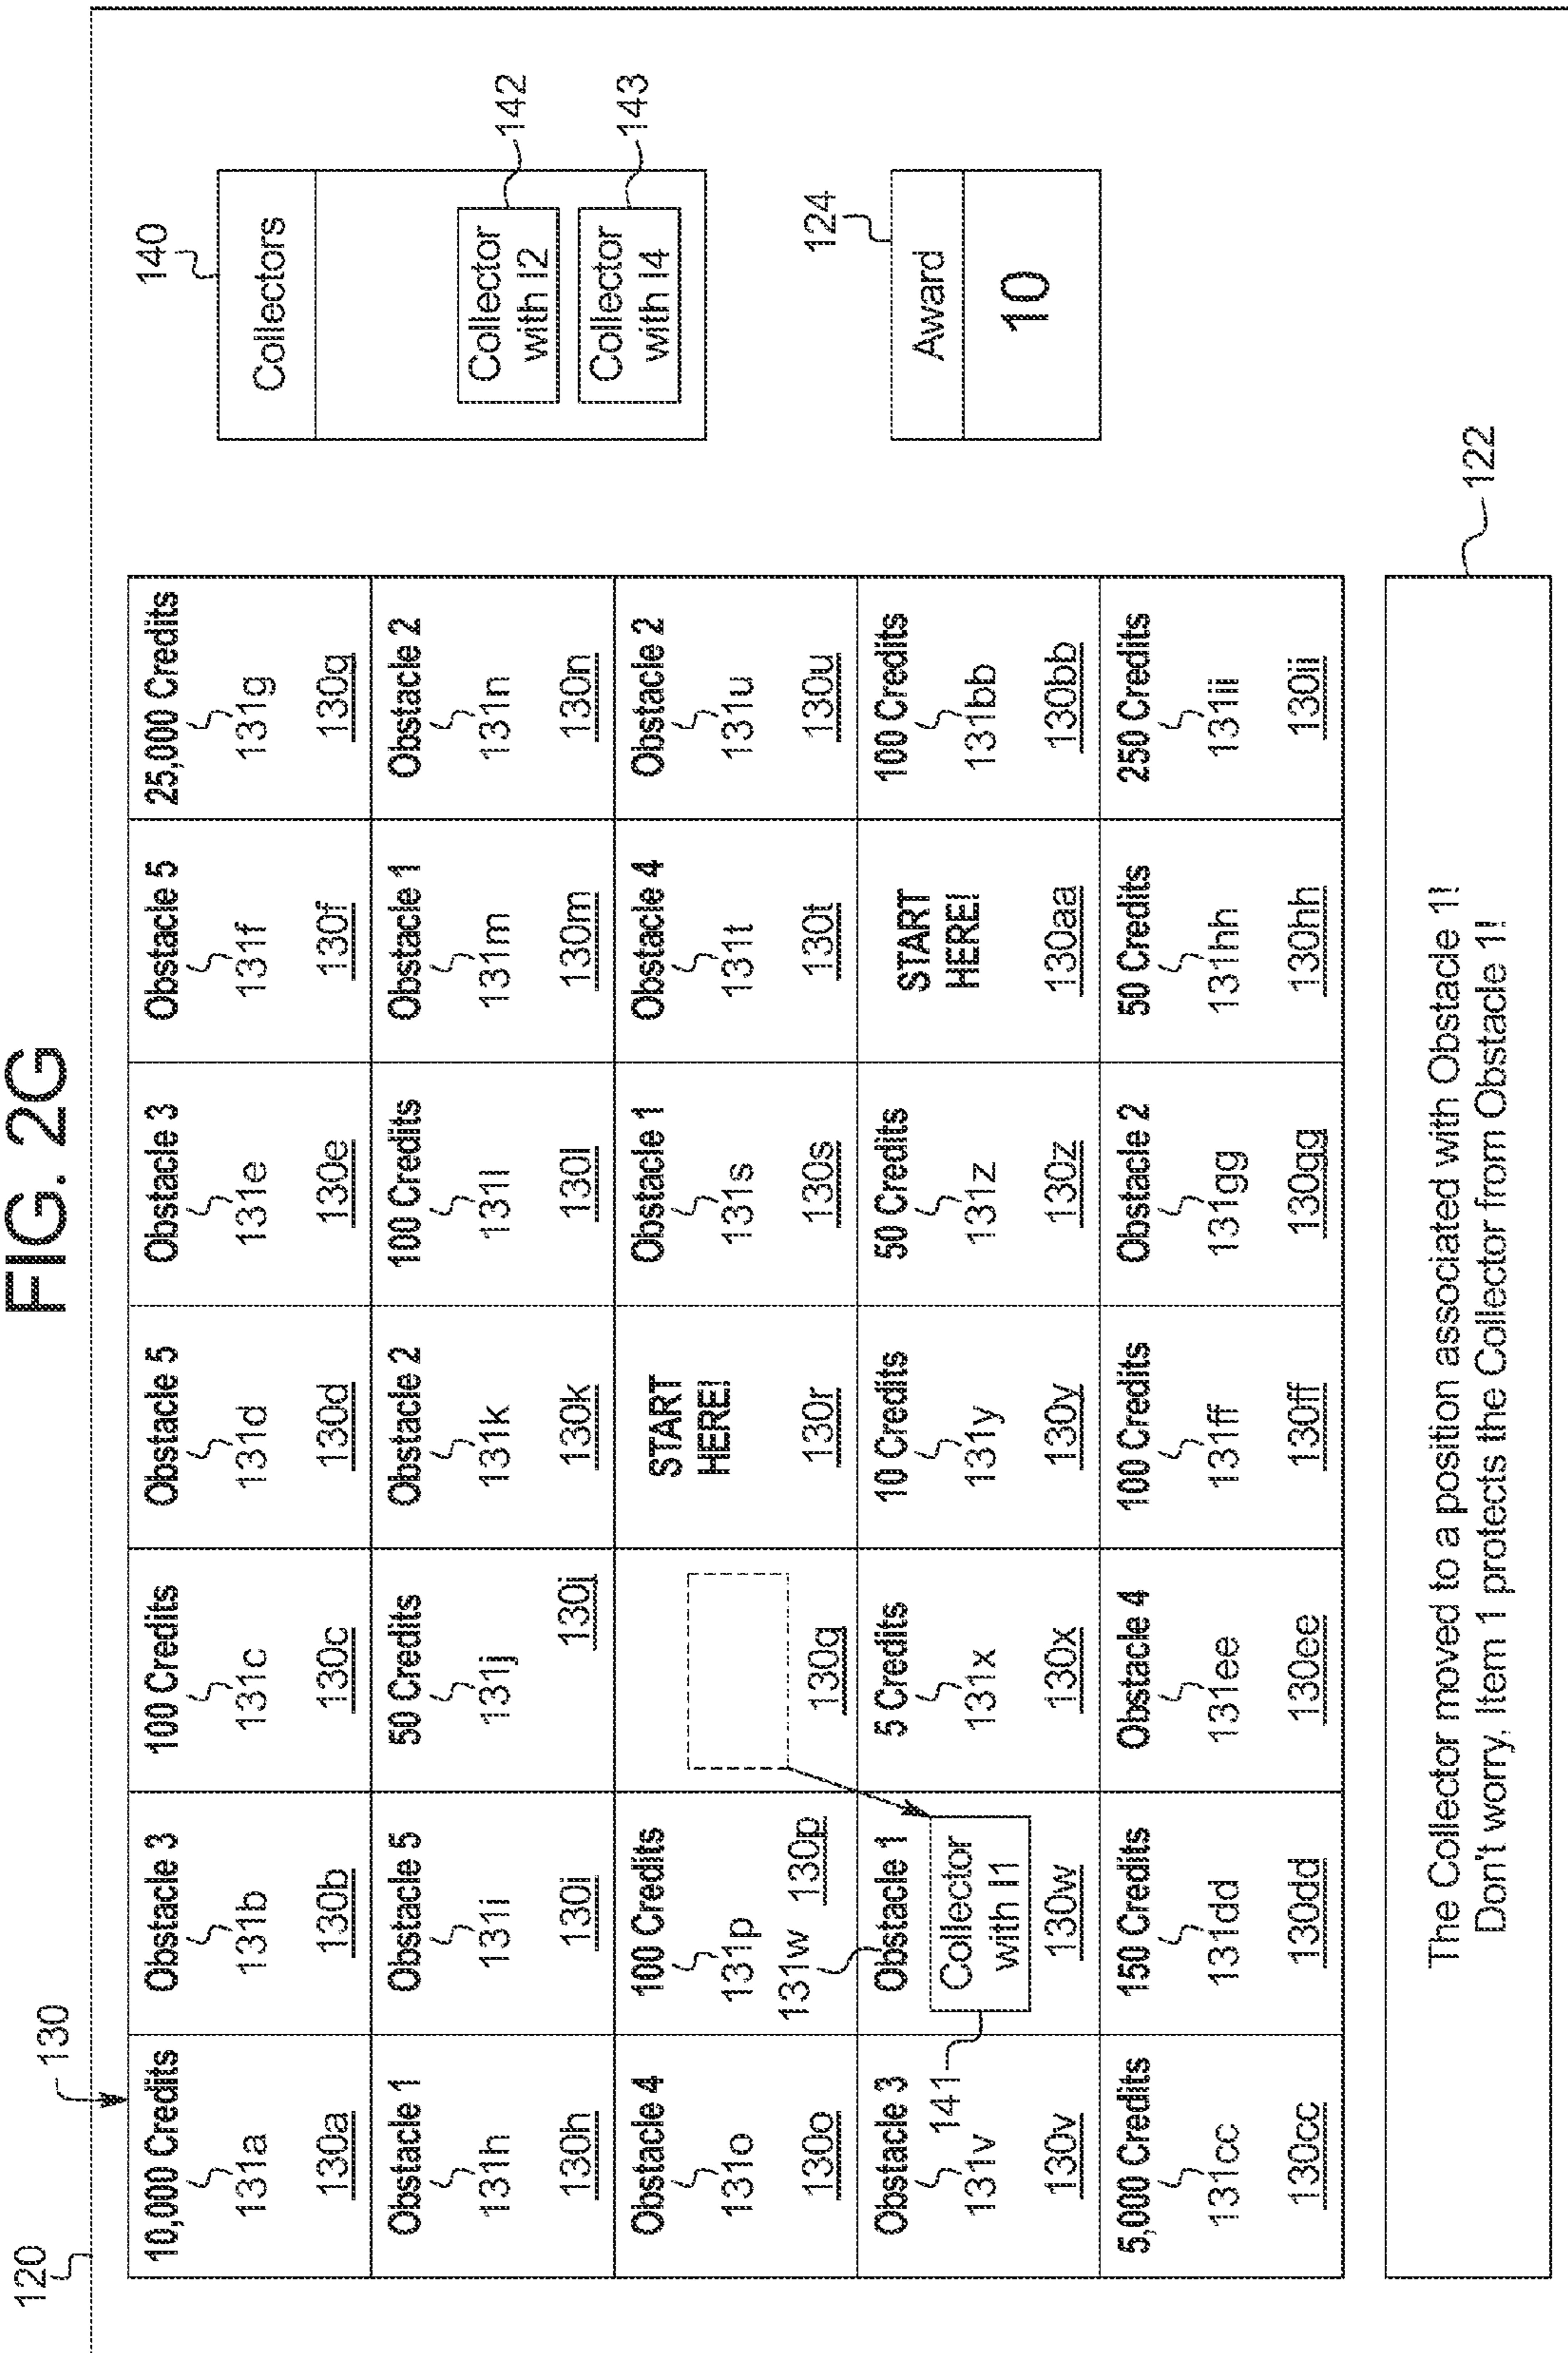 FIG. 2G
120
130
10,000 Credits
131a
130a
Obstacle 3
131b
130b
100 Credits
131c
130c
Obstacle 5
131d
130d
Obstacle 3
131e
130e
Obstacle 5
131f
130f
25,000 Credits
131g
130g
Obstacle 1
131h
130h
Obstacle 5
131i
130i
50 Credits
131j
130j
Obstacle 2
131k
130k
100 Credits
131l
130l
Obstacle 1
131m
130m
Obstacle 2
131n
130n
Obstacle 4
131o
130o
100 Credits
131p
130p
130q
START
HERE!
130r
Obstacle 1
131s
130s
Obstacle 4
131t
130t
Obstacle 2
131u
130u
Obstacle 3
131v
130v
131w
Obstacle 1
141
Collector
with I1
130w
5 Credits
131x
130x
10 Credits
131y
130y
50 Credits
131z
130z
START
HERE!
130aa
100 Credits
131bb
130bb
5,000 Credits
131cc
130cc
150 Credits
131dd
130dd
Obstacle 4
131ee
130ee
100 Credits
131ff
130ff
Obstacle 2
131gg
130gg
50 Credits
131hh
130hh
250 Credits
131ii
130ii
140
Collectors
Collector
with I2
142
Collector
with I4
143
124
Award
10
The Collector moved to a position associated with Obstacle 1!
Don't worry, Item 1 protects the Collector from Obstacle 1!
122